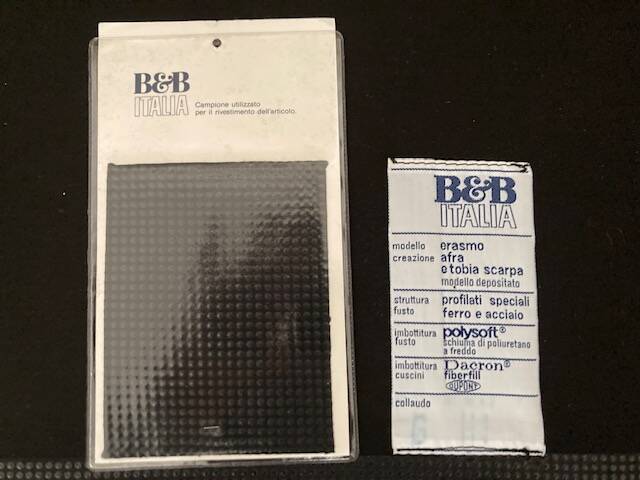 B&B
ITALIA
Campione utilizzato
per il rivestimento dell'articolo.
B&B
ITALIA
modello erasmo
creazione afra
e tobia scarpa
modello depositato
struttura profilati speciali
fusto ferro e acciaio
imbottitura polysoft®
fusto schiuma di poliuretano
a freddo
imbottitura Dacron®
cuscini fiberfill
DUPONT
collaudo